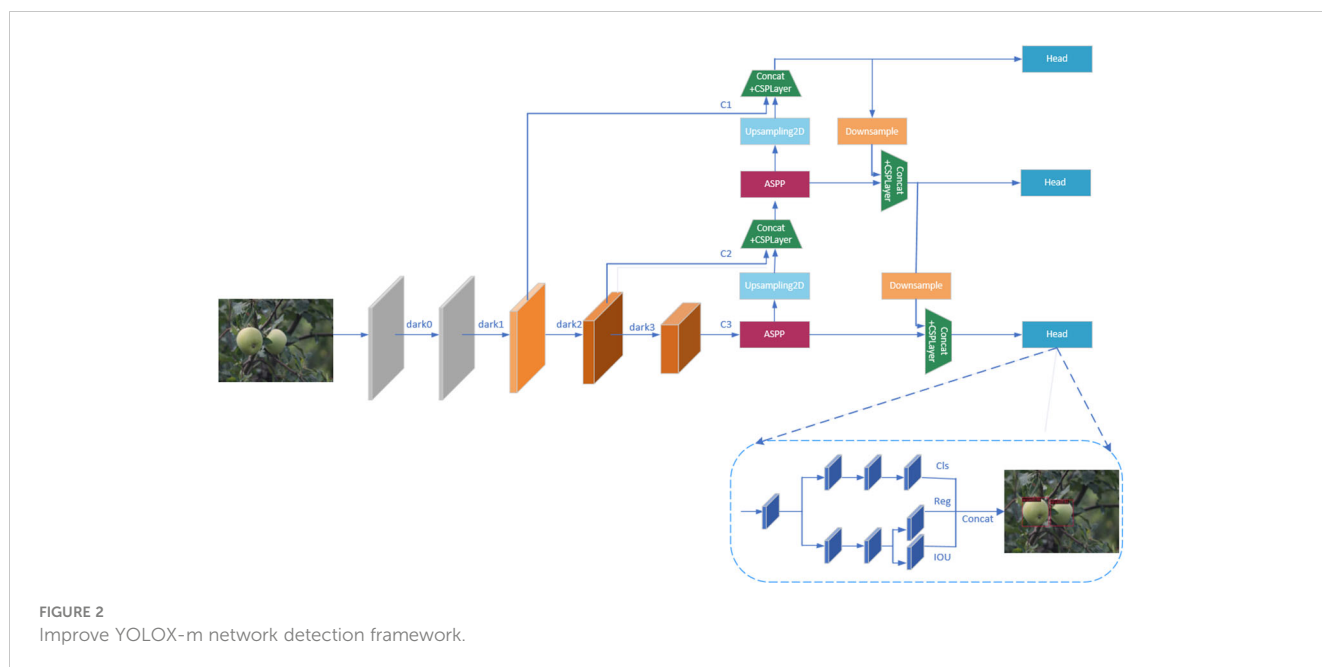 Head
Concat
+CSPLayer
C1
Upsampling2D
Downsample
Concat
+CSPLayer
ASPP
Head
Concat
+CSPLayer
C2
Upsampling2D
Downsample
dark0
dark1
dark2
dark3
C3
ASPP
Concat
+CSPLayer
Head
Cls
Reg
Concat
IOU
FIGURE 2
Improve YOLOX-m network detection framework.